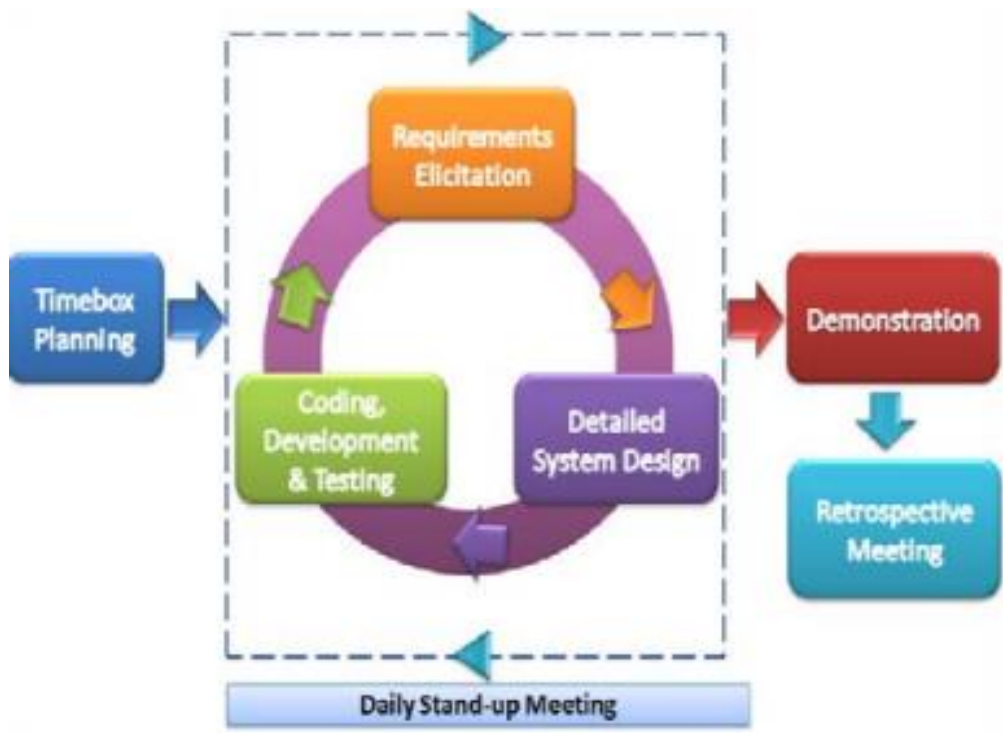 Requirements
Elicitation
Timebox
Planning
Demonstration
Coding,
Development
& Testing
Detailed
System Design
Retrospective
Meeting
Daily Stand-up Meeting